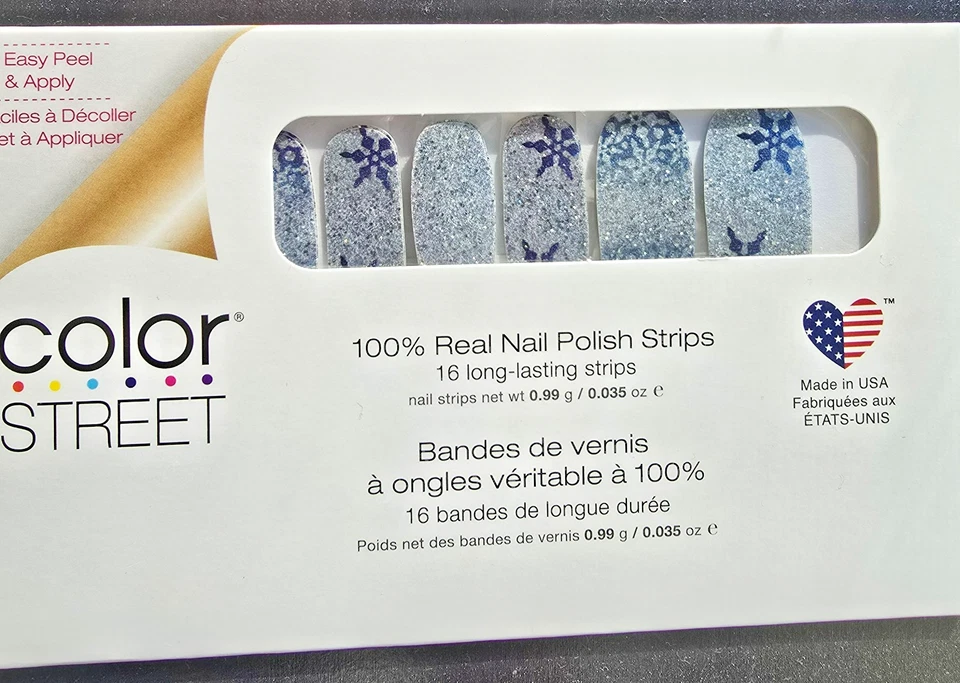 Easy Peel
& Apply
ciles à Décoller
et à Appliquer
color®
STREET
100% Real Nail Polish Strips
16 long-lasting strips
nail strips net wt 0.99 g / 0.035 oz e
Bandes de vernis
à ongles véritable à 100%
16 bandes de longue durée
Poids net des bandes de vernis 0.99 g / 0.035 oz e
™
Made in USA
Fabriquées aux
ÉTATS-UNIS